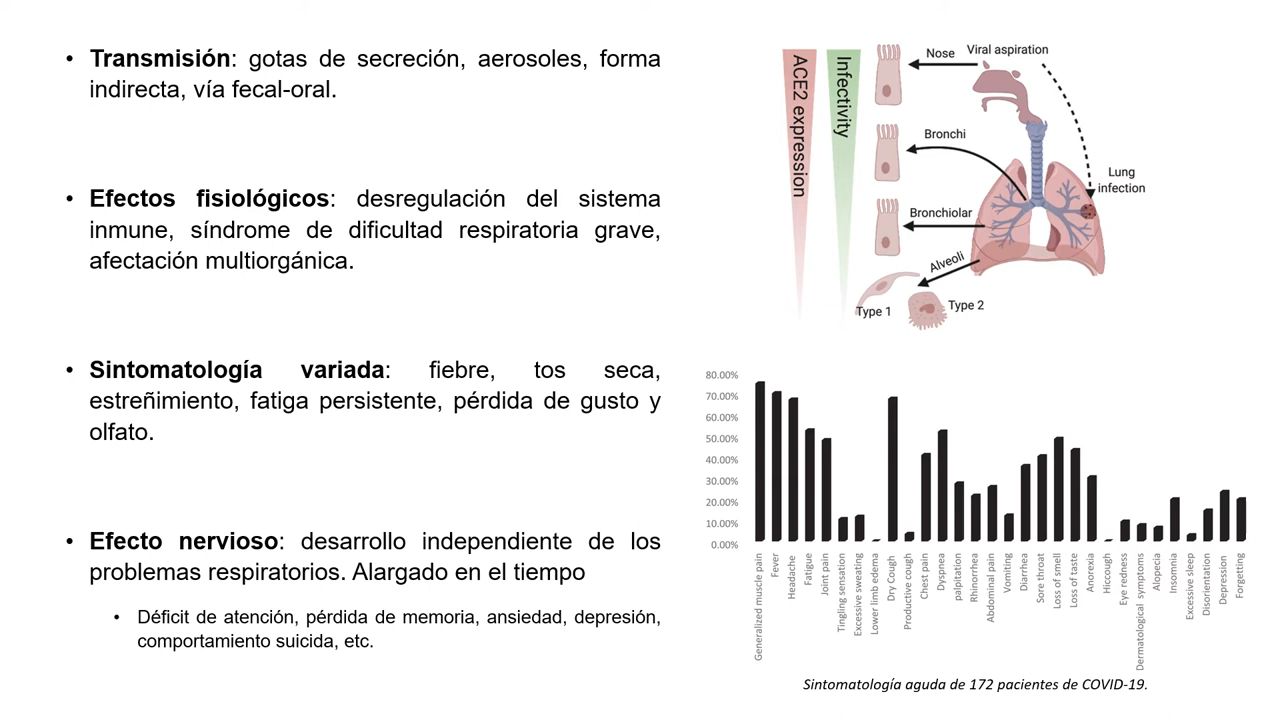 • Transmisión: gotas de secreción, aerosoles, forma
indirecta, vía fecal-oral.
• Efectos fisiológicos: desregulación del sistema
inmune, síndrome de dificultad respiratoria grave,
afectación multiorgánica.
• Sintomatología variada: fiebre, tos seca,
estreñimiento, fatiga persistente, pérdida de gusto y
olfato.
• Efecto nervioso: desarrollo independiente de los
problemas respiratorios. Alargado en el tiempo
• Déficit de atención, pérdida de memoria, ansiedad, depresión,
comportamiento suicida, etc.
ACE2 expression
Infectivity
Nose
Viral aspiration
Bronchi
Lung
infection
Bronchiolar
Alveoli
Type 1
Type 2
80.00%
70.00%
60.00%
50.00%
40.00%
30.00%
20.00%
10.00%
0.00%
Generalized muscle pain
Fever
Headache
Fatigue
Joint pain
Tingling sensation
Excessive sweating
Lower limb edema
Dry Cough
Productive cough
Chest pain
Dyspnea
palpitation
Rhinorrhea
Abdominal pain
Vomiting
Diarrhea
Sore throat
Loss of smell
Loss of taste
Anorexia
Hiccough
Eye redness
Dermatological symptoms
Alopecia
Insomnia
Excessive sleep
Disorientation
Depression
Forgetting
Sintomatología aguda de 172 pacientes de COVID-19.